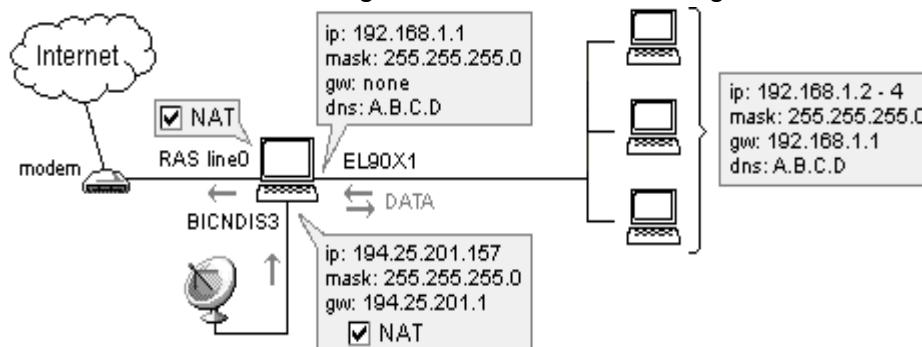 Internet
ip: 192.168.1.1
mask: 255.255.255.0
gw: none
dns: A.B.C.D
NAT
modem
RAS line0
EL90X1
DATA
BICNDIS3
ip: 192.168.1.2 - 4
mask: 255.255.255.0
gw: 192.168.1.1
dns: A.B.C.D
ip: 194.25.201.157
mask: 255.255.255.0
gw: 194.25.201.1
NAT